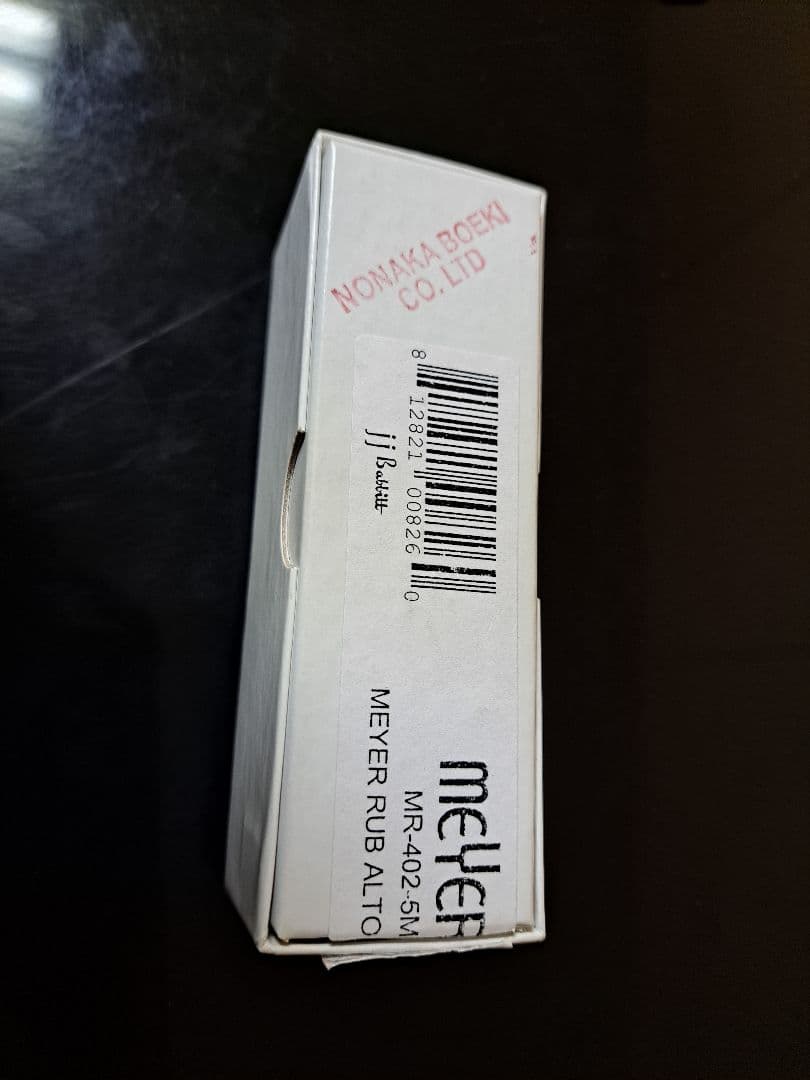 NONAKA BOEKI
CO. LTD
8 12821 00826 0
jj Babbitt
MEYER
MR-402-5M
MEYER RUB ALTO